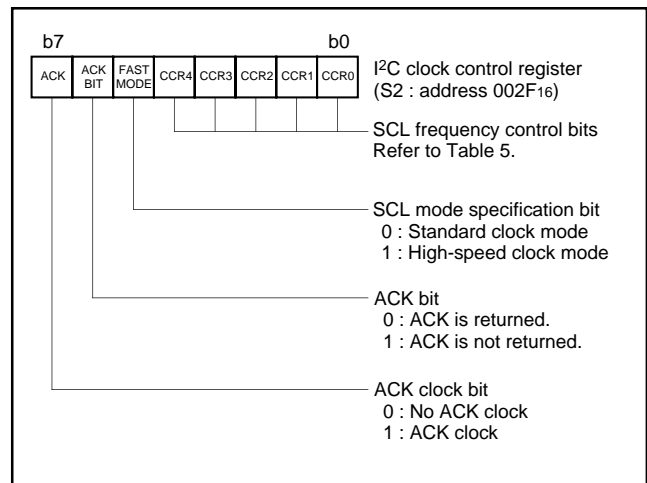 b7 b0
ACK ACK BIT FAST MODE CCR4 CCR3 CCR2 CCR1 CCR0
I²C clock control register
(S2 : address 002F₁₆)
SCL frequency control bits
Refer to Table 5.
SCL mode specification bit
0 : Standard clock mode
1 : High-speed clock mode
ACK bit
0 : ACK is returned.
1 : ACK is not returned.
ACK clock bit
0 : No ACK clock
1 : ACK clock